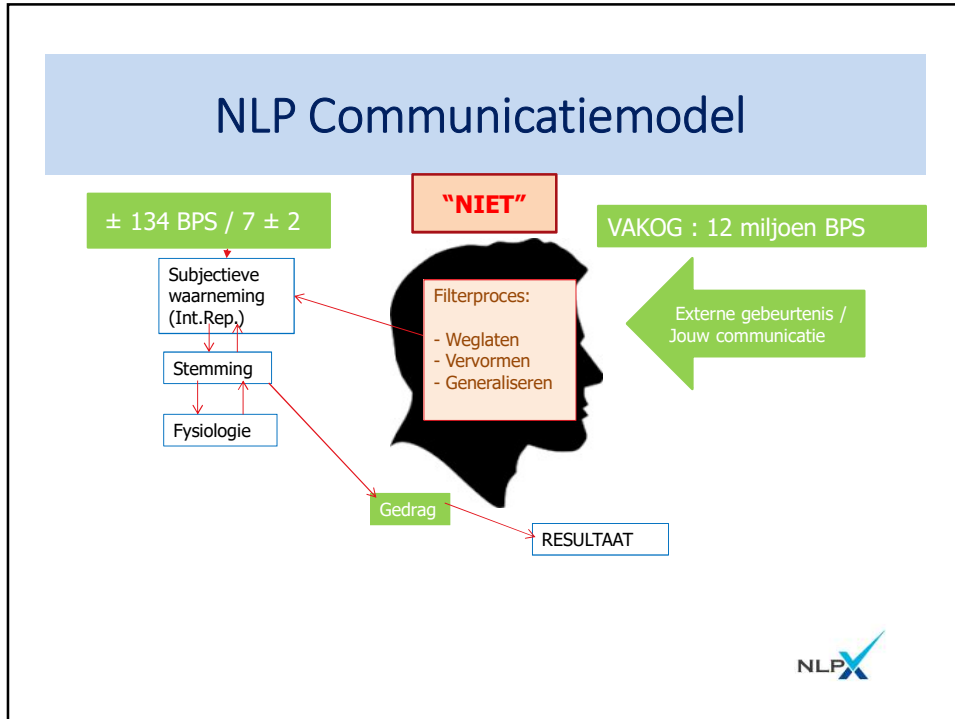 NLP Communicatiemodel
± 134 BPS / 7 ± 2
“NIET”
VAKOG : 12 miljoen BPS
Subjectieve
waarneming
(Int.Rep.)
Stemming
Fysiologie
Filterproces:
- Weglaten
- Vervormen
- Generaliseren
Externe gebeurtenis /
Jouw communicatie
Gedrag
RESULTAAT
NLPX